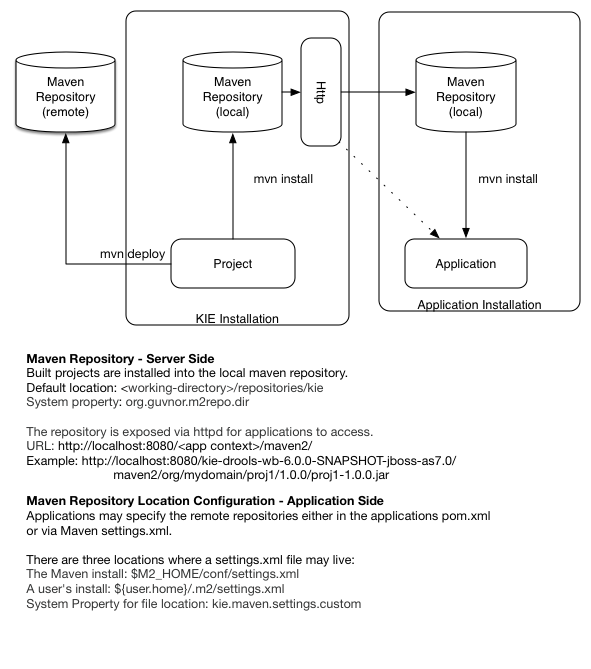 Maven
Repository
(remote)
Maven
Repository
(local)
Http
Maven
Repository
(local)
mvn install
mvn install
mvn deploy
Project
Application
KIE Installation
Application Installation
Maven Repository - Server Side
Built projects are installed into the local maven repository.
Default location: <working-directory>/repositories/kie
System property: org.guvnor.m2repo.dir
The repository is exposed via httpd for applications to access.
URL: http://localhost:8080/<app context>/maven2/
Example: http://localhost:8080/kie-drools-wb-6.0.0-SNAPSHOT-jboss-as7.0/
maven2/org/mydomain/proj1/1.0.0/proj1-1.0.0.jar
Maven Repository Location Configuration - Application Side
Applications may specify the remote repositories either in the applications pom.xml
or via Maven settings.xml.
There are three locations where a settings.xml file may live:
The Maven install: $M2_HOME/conf/settings.xml
A user's install: ${user.home}/.m2/settings.xml
System Property for file location: kie.maven.settings.custom